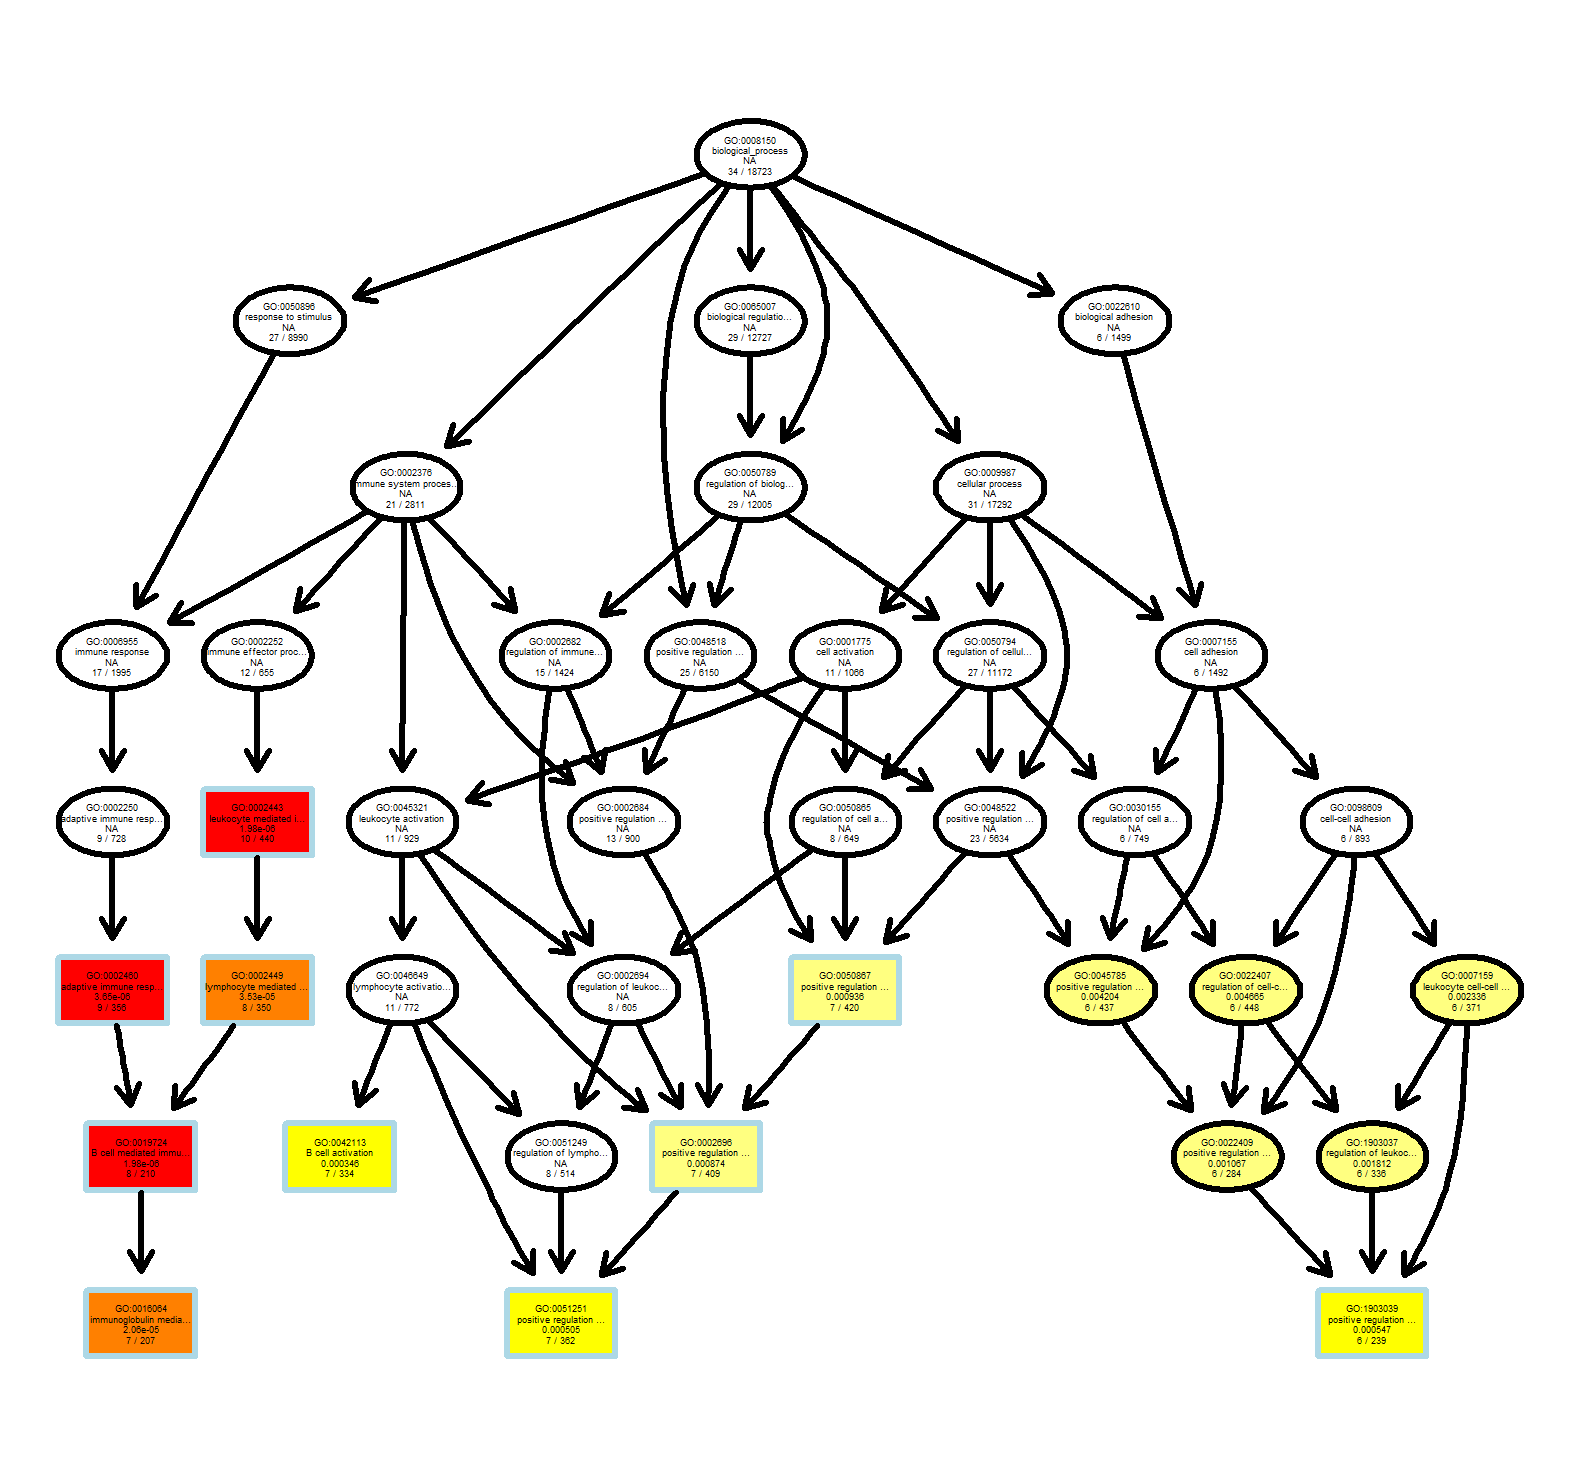 GO:0008150
biological_process
NA
34 / 18723
GO:0050896
response to stimulus
NA
27 / 8990
GO:0065007
biological regulatio...
NA
29 / 12727
GO:0022610
biological adhesion
NA
6 / 1499
GO:0002376
mmune system proces...
NA
21 / 2811
GO:0050789
regulation of biolog...
NA
29 / 12005
GO:0009987
cellular process
NA
31 / 17292
GO:0006955
immune response
NA
17 / 1995
GO:0002252
immune effector proc...
NA
12 / 655
GO:0002682
regulation of immune...
NA
15 / 1424
GO:0048518
positive regulation ...
NA
25 / 6150
GO:0001775
cell activation
NA
11 / 1066
GO:0050794
regulation of cellul...
NA
27 / 11172
GO:0007155
cell adhesion
NA
6 / 1492
GO:0002250
adaptive immune resp...
NA
9 / 728
GO:0002443
leukocyte mediated i...
1.98e-06
10 / 440
GO:0045321
leukocyte activation
NA
11 / 929
GO:0002684
positive regulation ...
NA
13 / 900
GO:0050865
regulation of cell a...
NA
8 / 649
GO:0048522
positive regulation ...
NA
23 / 5634
GO:0030155
regulation of cell a...
NA
6 / 749
GO:0098609
cell-cell adhesion
NA
6 / 893
GO:0002460
adaptive immune resp...
3.65e-06
9 / 356
GO:0002449
lymphocyte mediated ...
3.53e-05
8 / 350
GO:0046649
lymphocyte activatio...
NA
11 / 772
GO:0002694
regulation of leukoc...
NA
8 / 605
GO:0050867
positive regulation ...
0.000936
7 / 420
GO:0045785
positive regulation ...
0.004204
6 / 437
GO:0022407
regulation of cell-c...
0.004665
6 / 448
GO:0007159
leukocyte cell-cell ...
0.002336
6 / 371
GO:0019724
B cell mediated immu...
1.98e-06
8 / 210
GO:0042113
B cell activation
0.000346
7 / 334
GO:0051249
regulation of lympho...
NA
8 / 514
GO:0002696
positive regulation ...
0.000874
7 / 409
GO:0022409
positive regulation ...
0.001067
6 / 284
GO:1903037
regulation of leukoc...
0.001812
6 / 336
GO:0016064
immunoglobulin media...
2.06e-05
7 / 207
GO:0051251
positive regulation ...
0.000505
7 / 362
GO:1903039
positive regulation ...
0.000547
6 / 239